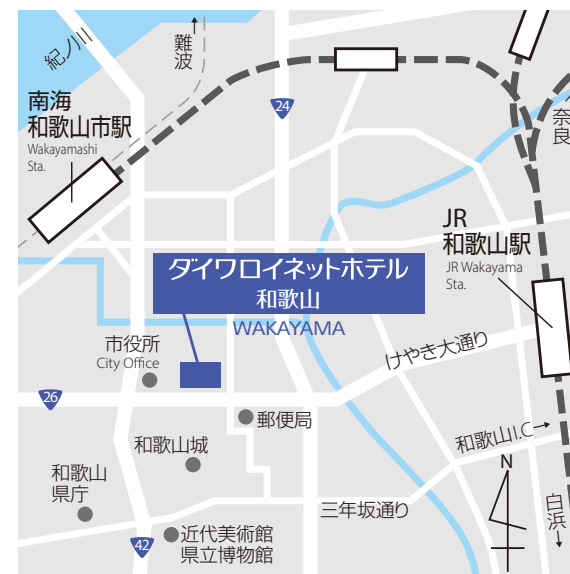 紀ノ川
難波
南海
和歌山市駅
Wakayamashi
Sta.
24
奈良
JR
和歌山駅
JR Wakayama
Sta.
ダイワロイネットホテル
和歌山
WAKAYAMA
市役所
City Office
けやき大通り
26
郵便局
和歌山I.C
和歌山城
N
和歌山
県庁
三年坂通り
白浜
42
近代美術館
県立博物館